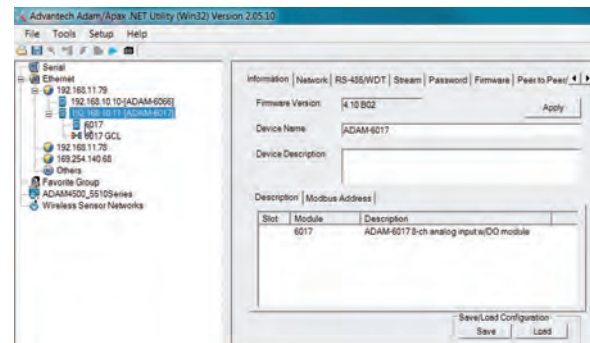 Advantech Adam/Apax .NET Utility (Win32) Version 2.05.10
File Tools Setup Help
Serial
Ethernet
192.168.11.79
192.168.10.10-[ADAM-6066]
192.168.10.11-[ADAM-6017]
6017
6017 GCL
192.168.11.78
169.254.140.68
Others
Favorite Group
ADAM4500_5510Series
Wireless Sensor Networks
Information Network RS-485/WDT Stream Password Firmware Peer to Peer/
Firmware Version 4.10 B02 Apply
Device Name ADAM-6017
Device Description
Description Modbus Address
Slot Module Description
6017 ADAM-6017 8-ch analog input w/DO module
Save/Load Configuration
Save Load